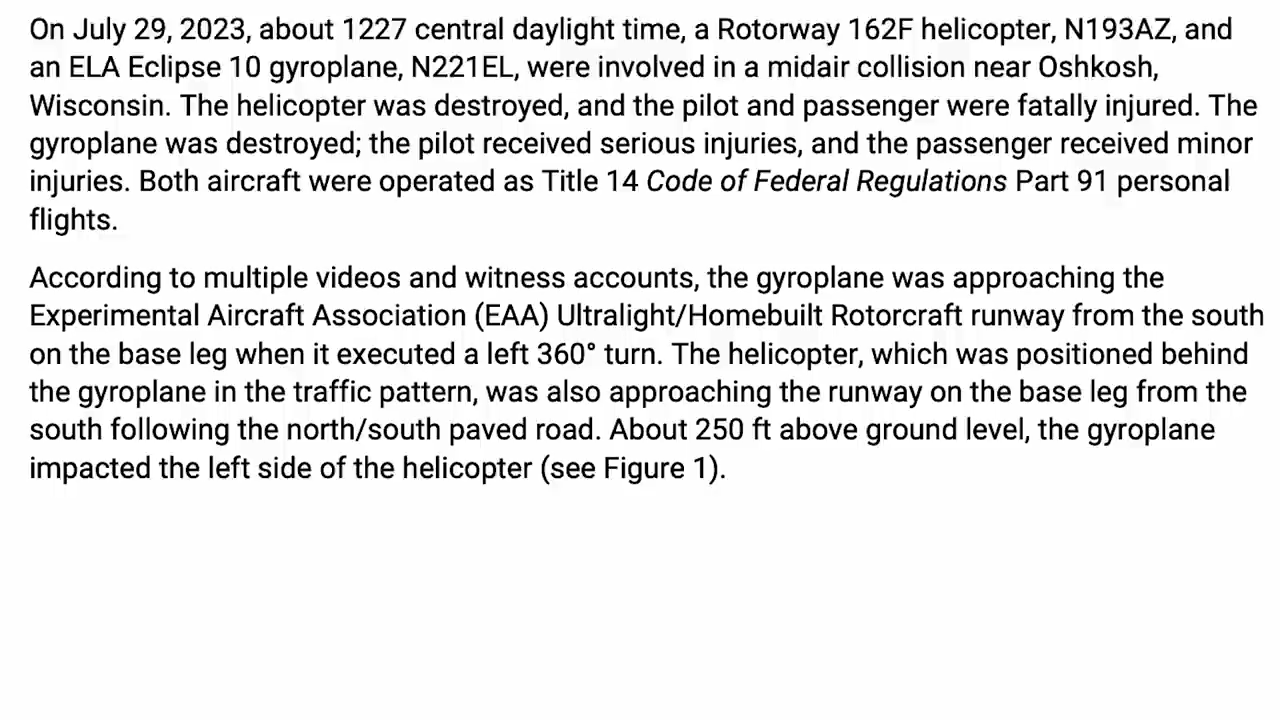 On July 29, 2023, about 1227 central daylight time, a Rotorway 162F helicopter, N193AZ, and
an ELA Eclipse 10 gyroplane, N221EL, were involved in a midair collision near Oshkosh,
Wisconsin. The helicopter was destroyed, and the pilot and passenger were fatally injured. The
gyroplane was destroyed; the pilot received serious injuries, and the passenger received minor
injuries. Both aircraft were operated as Title 14 Code of Federal Regulations Part 91 personal
flights.
According to multiple videos and witness accounts, the gyroplane was approaching the
Experimental Aircraft Association (EAA) Ultralight/Homebuilt Rotorcraft runway from the south
on the base leg when it executed a left 360° turn. The helicopter, which was positioned behind
the gyroplane in the traffic pattern, was also approaching the runway on the base leg from the
south following the north/south paved road. About 250 ft above ground level, the gyroplane
impacted the left side of the helicopter (see Figure 1).